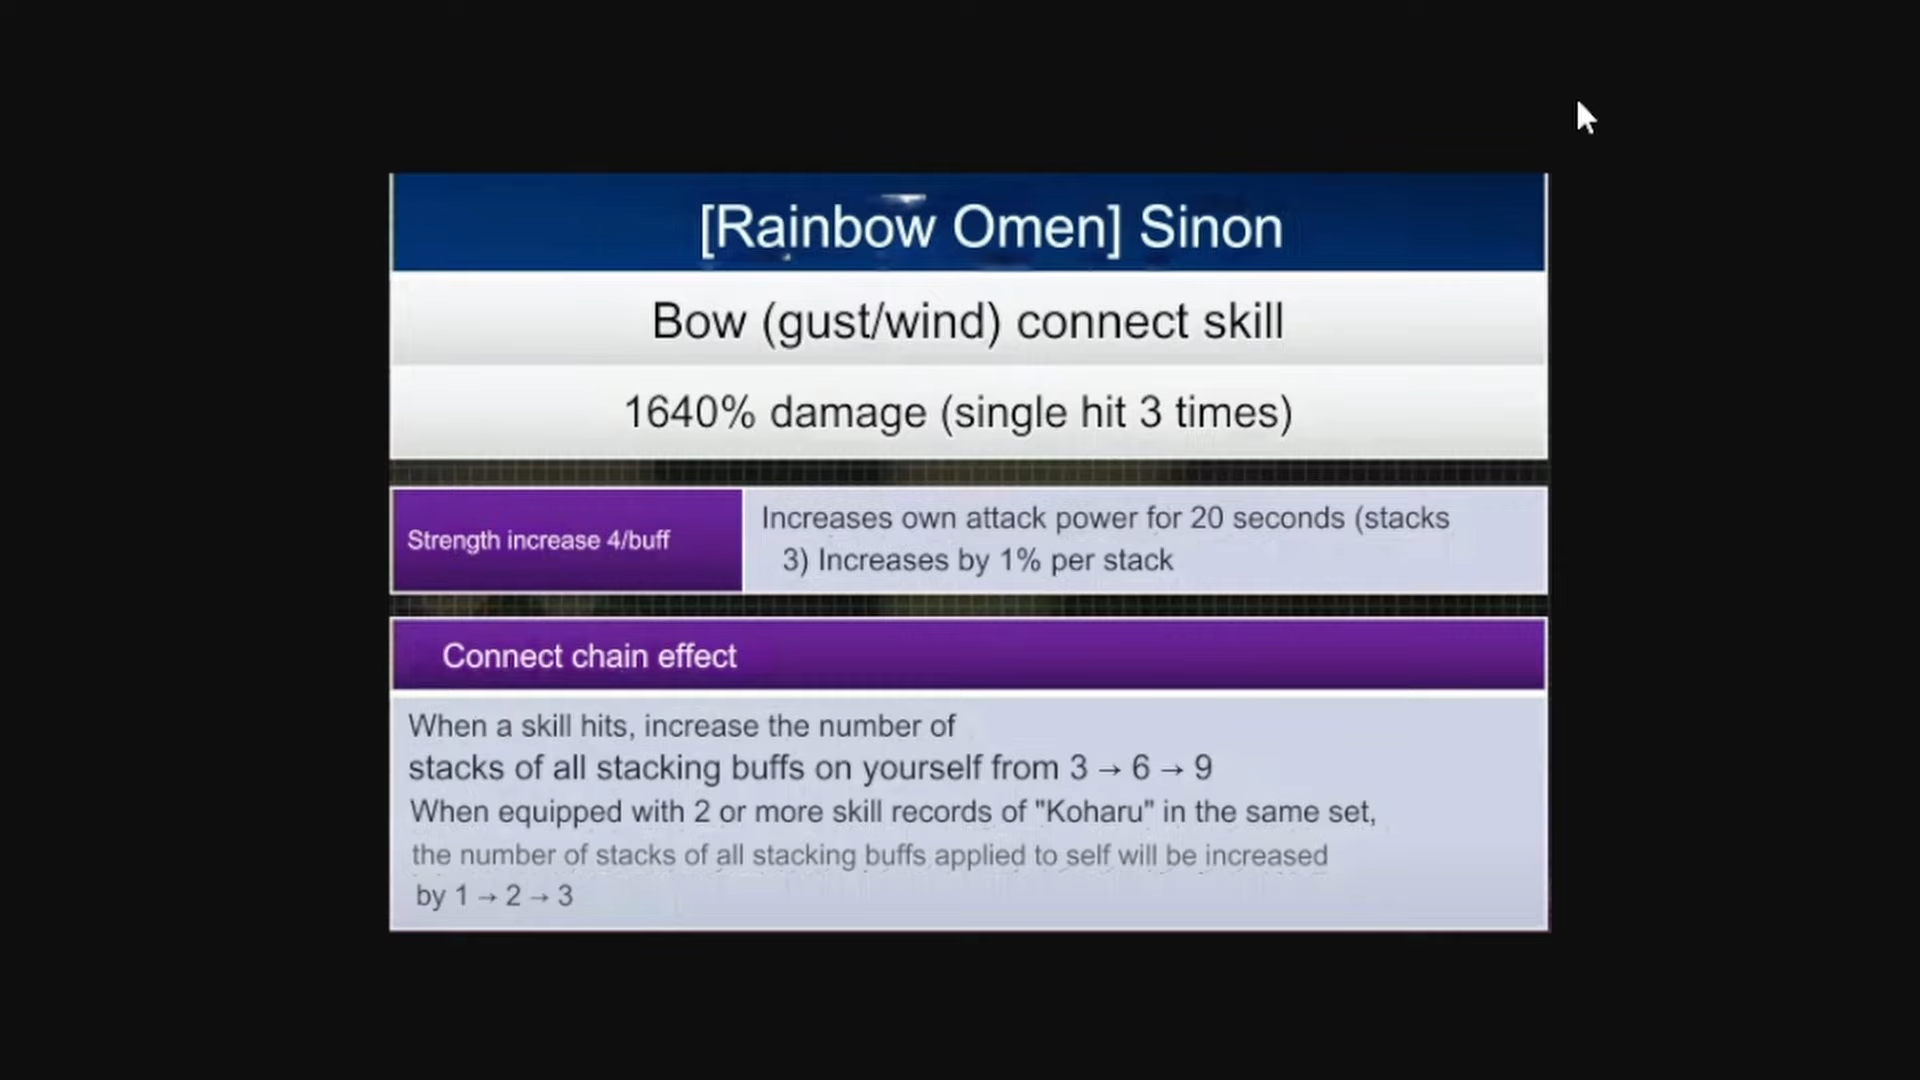 [Rainbow Omen] Sinon
Bow (gust/wind) connect skill
1640% damage (single hit 3 times)
Strength increase 4/buff
Increases own attack power for 20 seconds (stacks
3) Increases by 1% per stack
Connect chain effect
When a skill hits, increase the number of
stacks of all stacking buffs on yourself from 3 → 6 → 9
When equipped with 2 or more skill records of "Koharu" in the same set,
the number of stacks of all stacking buffs applied to self will be increased
by 1 → 2 → 3